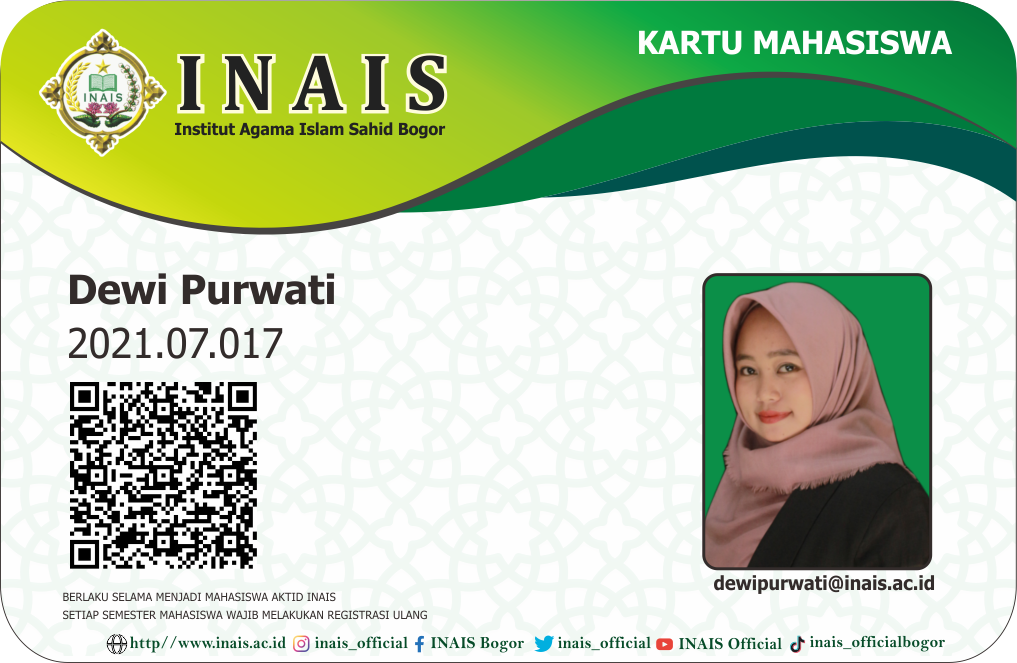 KARTU MAHASISWA
INAIS
INAIS
Institut Agama Islam Sahid Bogor
Dewi Purwati
2021.07.017
dewipurwati@inais.ac.id
BERLAKU SELAMA MENJADI MAHASISWA AKTID INAIS
SETIAP SEMESTER MAHASISWA WAJIB MELAKUKAN REGISTRASI ULANG
http//www.inais.ac.id inais_official INAIS Bogor inais_official INAIS Official inais_officialbogor